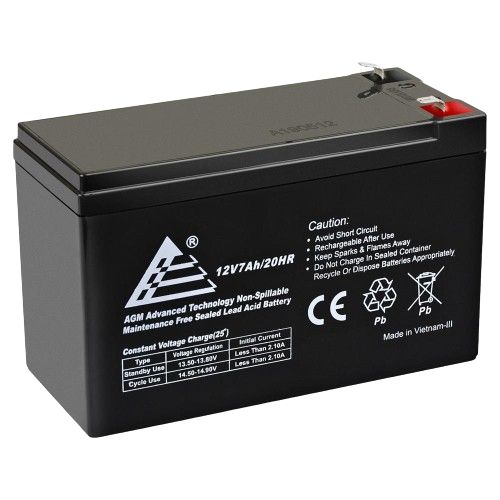 A190612
®
12V7Ah/20HR
AGM Advanced Technology Non-Spillable
Maintenance Free Sealed Lead Acid Battery
Constant Voltage Charge(25°)
Type Voltage Regulation Initial Current
Standby Use 13.50-13.80V Less Than 2.10A
Cycle Use 14.50-14.90V Less Than 2.10A
Caution:
• Avoid Short Circuit
• Rechargeable After Use
• Keep Sparks & Flames Away
• Do Not Charge In Sealed Container
Recycle Or Dispose Batteries Appropriately
CE
Pb
Pb
Made in Vietnam-III